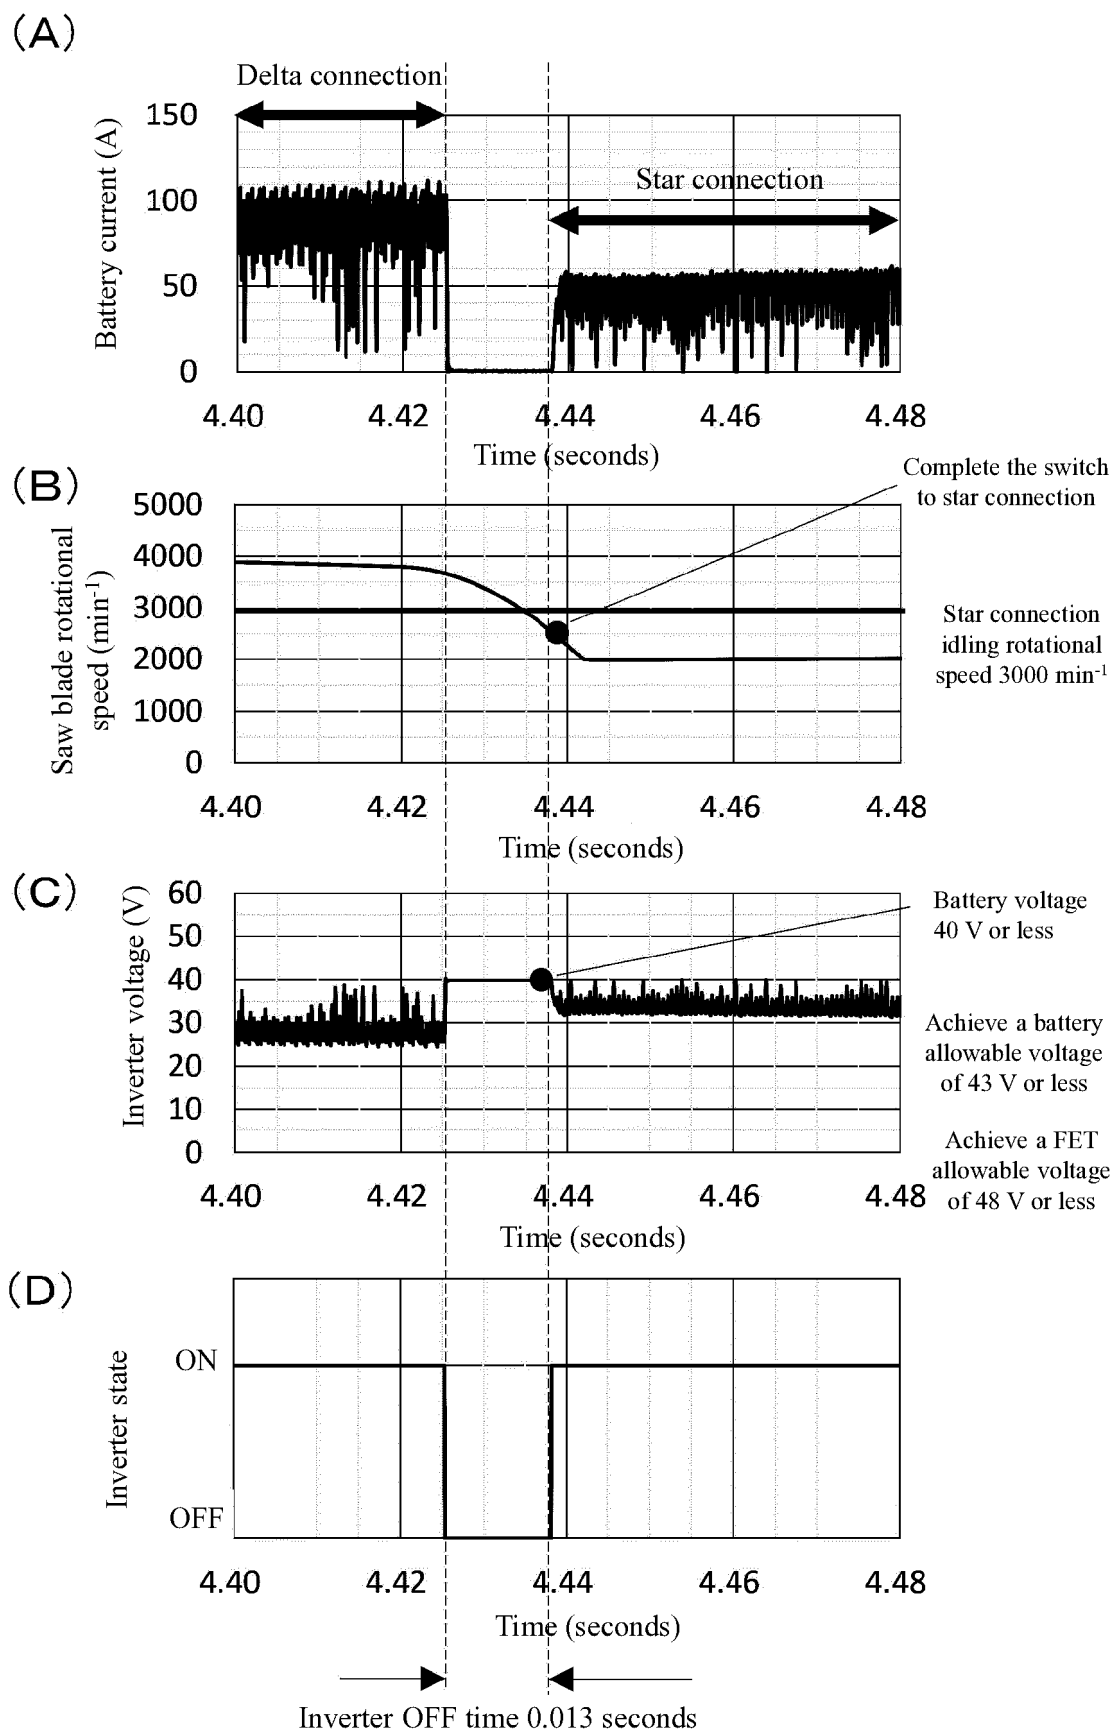 (A)
Delta connection
Battery current (A)
150
100
50
0
Star connection
4.40 4.42 4.44 4.46 4.48
Time (seconds)
(B)
Saw blade rotational
speed (min-1)
5000
4000
3000
2000
1000
0
Complete the switch
to star connection
Star connection
idling rotational
speed 3000 min-1
4.40 4.42 4.44 4.46 4.48
Time (seconds)
(C)
Inverter voltage (V)
60
50
40
30
20
10
0
Battery voltage
40 V or less
Achieve a battery
allowable voltage
of 43 V or less
Achieve a FET
allowable voltage
of 48 V or less
4.40 4.42 4.44 4.46 4.48
Time (seconds)
(D)
Inverter state
ON
OFF
4.40 4.42 4.44 4.46 4.48
Time (seconds)
Inverter OFF time 0.013 seconds